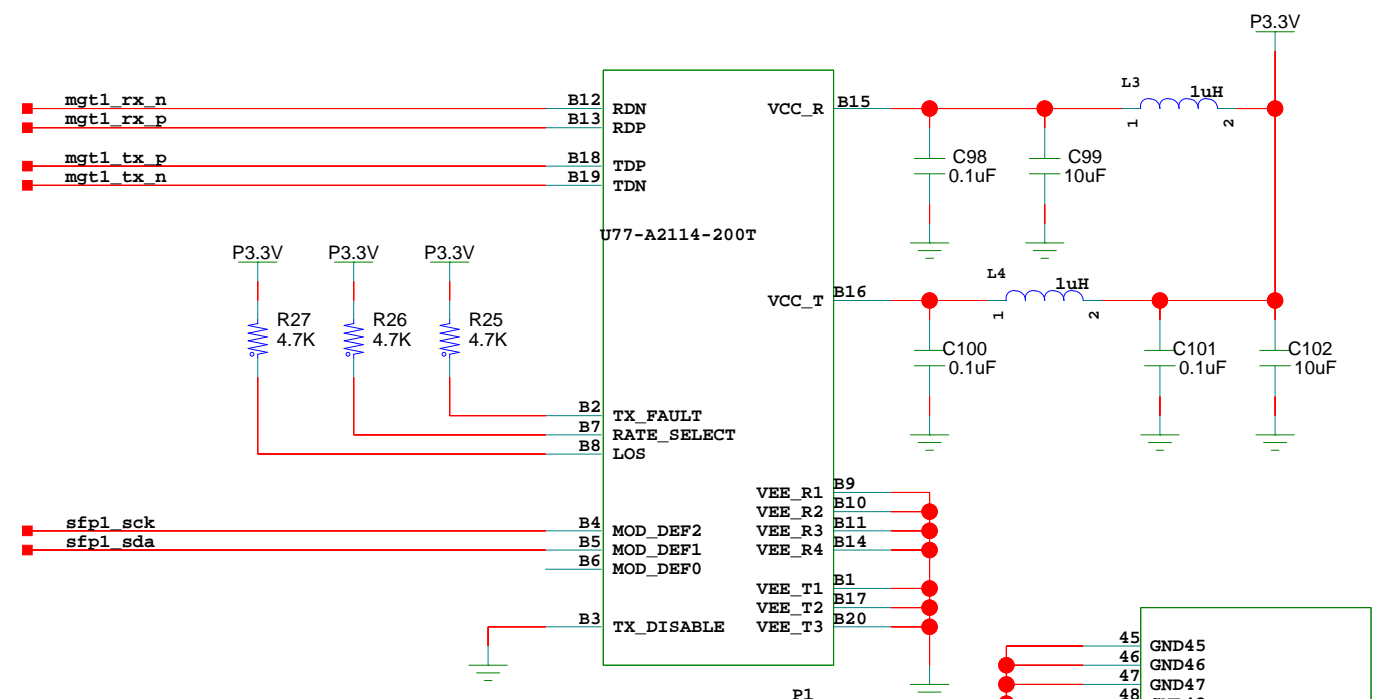 P3.3V
mgt1_rx_n B12 RDN VCC_R B15 L3 1uH
mgt1_rx_p B13 RDP 1 2
mgt1_tx_p B18 TDP C98 C99
mgt1_tx_n B19 TDN 0.1uF 10uF
U77-A2114-200T
P3.3V P3.3V P3.3V
L4 1uH
VCC_T B16 1 2
R27 R26 R25
4.7K 4.7K 4.7K
C100 C101 C102
0.1uF 0.1uF 10uF
B2 TX_FAULT
B7 RATE_SELECT
B8 LOS
VEE_R1 B9
VEE_R2 B10
sfp1_sck B4 MOD_DEF2 VEE_R3 B11
sfp1_sda B5 MOD_DEF1 VEE_R4 B14
B6 MOD_DEF0
VEE_T1 B1
VEE_T2 B17
B3 TX_DISABLE VEE_T3 B20
45 GND45
46 GND46
47 GND47
48
P1